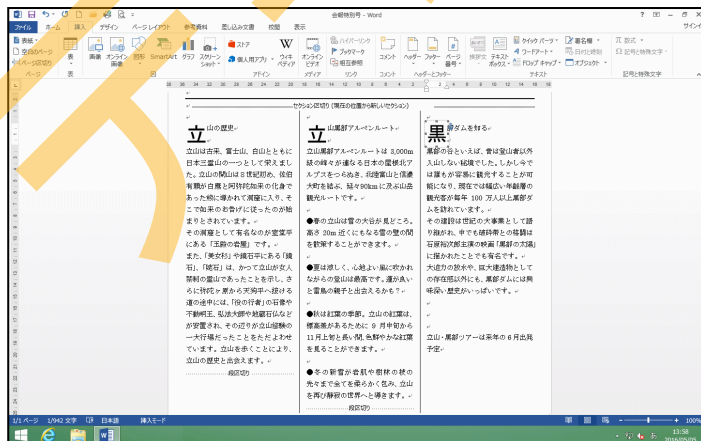 会報特別号 - Word
ファイル ホーム 挿入 デザイン ページ レイアウト 参考資料 差し込み文書 校閲 表示 サインイン
表紙 空白のページ ページ区切り
表 画像 オンライン画像 図形 SmartArt グラフ スクリーンショット
ストア 個人用アプリ ウィキペディア オンラインビデオ
ハイパーリンク ブックマーク 相互参照
コメント ヘッダー フッター ページ番号
挨拶文 テキストボックス クイック パーツ ワードアート ドロップ キャップ
署名欄 日付と時刻 オブジェクト
数式 記号と特殊文字
ページ 表 図 アドイン メディア リンク コメント ヘッダーとフッター テキスト 記号と特殊文字
セクション区切り (現在の位置から新しいセクション)
立山の歴史
立山は古来、富士山、白山とともに
日本三霊山の一つとして栄えまし
た。立山の開山は8世紀初め、佐伯
有頼が白鷹と阿弥陀如来の化身で
あった熊に導かれて洞窟に入り、そ
こで如来のお告げに従ったのが始
まりとされています。
その洞窟として有名なのが室堂平
にある「玉殿の岩屋」です。
また、「美女杉」や鏡石平にある「鏡
石」、「姥石」は、かつて立山が女人
禁制の霊山であったことを示し、さ
らに弥陀ヶ原から天狗平へ続ける
道の途中には、「役の行者」の石像や
不動明王、弘法大師や地蔵石仏など
が安置され、その辺りが立山信仰の
一大行場だったことをただよわせ
ています。立山を歩くことにより、
立山の歴史と出会えます。
段区切り
立山黒部アルペンルート
立山黒部アルペンルートは 3,000m
級の峰々が連なる日本の屋根北ア
ルプスをつらぬき、北陸富山と信濃
大町を結ぶ、延々90kmに及ぶ山岳
観光ルートです。
●春の立山は雪の大谷が見どころ。
高さ 20m 近くにもなる雪の壁の間
を散策することができます。
●夏は涼しく、心地よい風に吹かれ
ながらの登山は最高です。運が良い
と雷鳥の親子と出会えるかも?
●秋は紅葉の季節。立山の紅葉は、
標高差があるために 9 月中旬から
11月上旬と長い間、色鮮やかな紅葉
を見ることができます。
●冬の新雪が岩肌や樹林の枝の
先々まで全てを柔らかく包み、立山
を再び静寂の世界へと導きます。
段区切り
黒部ダムを知る
黒部の谷といえば、昔は登山者以外
入山しない秘境でした。しかし今で
は誰もが容易に観光することが可
能になり、現在では幅広い年齢層の
観光客が毎年 100 万人以上黒部ダ
ムを訪れています。
その建設は世紀の大事業として語
り継がれ、中でも破砕帯との格闘は
石原裕次郎主演の映画「黒部の太陽」
に描かれたことでも有名です。
大迫力の放水や、巨大建造物として
の存在感以外にも、黒部ダムには興
味深い歴史がいっぱいです。
立山・黒部ツアーは来年の6月出発
予定
1/1 ページ 1/942 文字 日本語 挿入モード 100%
13:58
2016/05/05